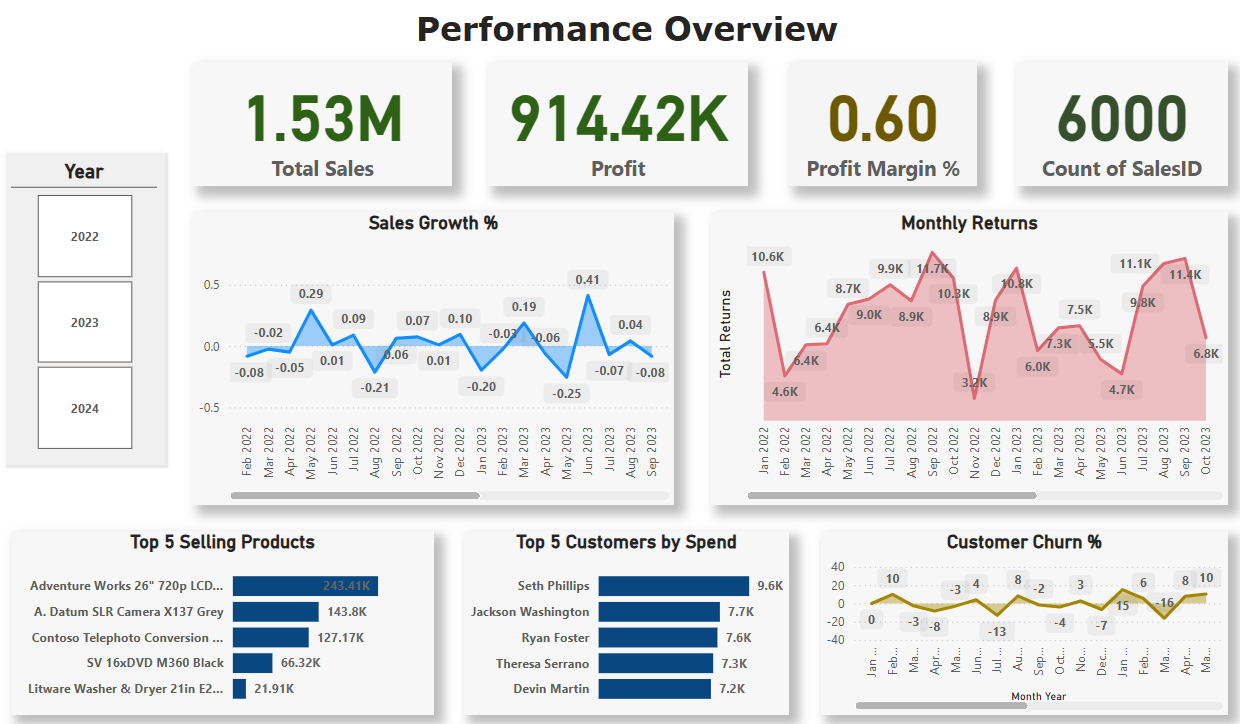 Performance Overview
1.53M
Total Sales
914.42K
Profit
0.60
Profit Margin %
6000
Count of SalesID
Year
2022
2023
2024
Sales Growth %
0.5
0.0
-0.5
-0.08
-0.02
-0.05
0.29
0.01
0.09
-0.21
0.06
0.07
0.01
0.10
-0.20
-0.03
0.19
-0.06
-0.25
0.41
-0.07
0.04
-0.08
Feb 2022
Mar 2022
Apr 2022
May 2022
Jun 2022
Jul 2022
Aug 2022
Sep 2022
Oct 2022
Nov 2022
Dec 2022
Jan 2023
Feb 2023
Mar 2023
Apr 2023
May 2023
Jun 2023
Jul 2023
Aug 2023
Sep 2023
Monthly Returns
Total Returns
10.6K
4.6K
6.4K
6.4K
8.7K
9.0K
9.9K
8.9K
11.7K
10.3K
3.2K
8.9K
10.8K
6.0K
7.3K
7.5K
5.5K
4.7K
9.8K
11.1K
11.4K
6.8K
Jan 2022
Feb 2022
Mar 2022
Apr 2022
May 2022
Jun 2022
Jul 2022
Aug 2022
Sep 2022
Oct 2022
Nov 2022
Dec 2022
Jan 2023
Feb 2023
Mar 2023
Apr 2023
May 2023
Jun 2023
Jul 2023
Aug 2023
Sep 2023
Oct 2023
Top 5 Selling Products
Adventure Works 26" 720p LCD... 243.41K
A. Datum SLR Camera X137 Grey 143.8K
Contoso Telephoto Conversion ... 127.17K
SV 16xDVD M360 Black 66.32K
Litware Washer & Dryer 21in E2... 21.91K
Top 5 Customers by Spend
Seth Phillips 9.6K
Jackson Washington 7.7K
Ryan Foster 7.6K
Theresa Serrano 7.3K
Devin Martin 7.2K
Customer Churn %
40
20
0
-20
-40
0
10
-3
-8
-3
4
-13
8
-2
-4
3
-7
15
6
-16
8
10
Jan ...
Feb...
Ma...
Apr...
Ma...
Jun ...
Jul ...
Au...
Sep...
Oct...
No...
Dec...
Jan ...
Feb...
Ma...
Apr...
Ma...
Month Year